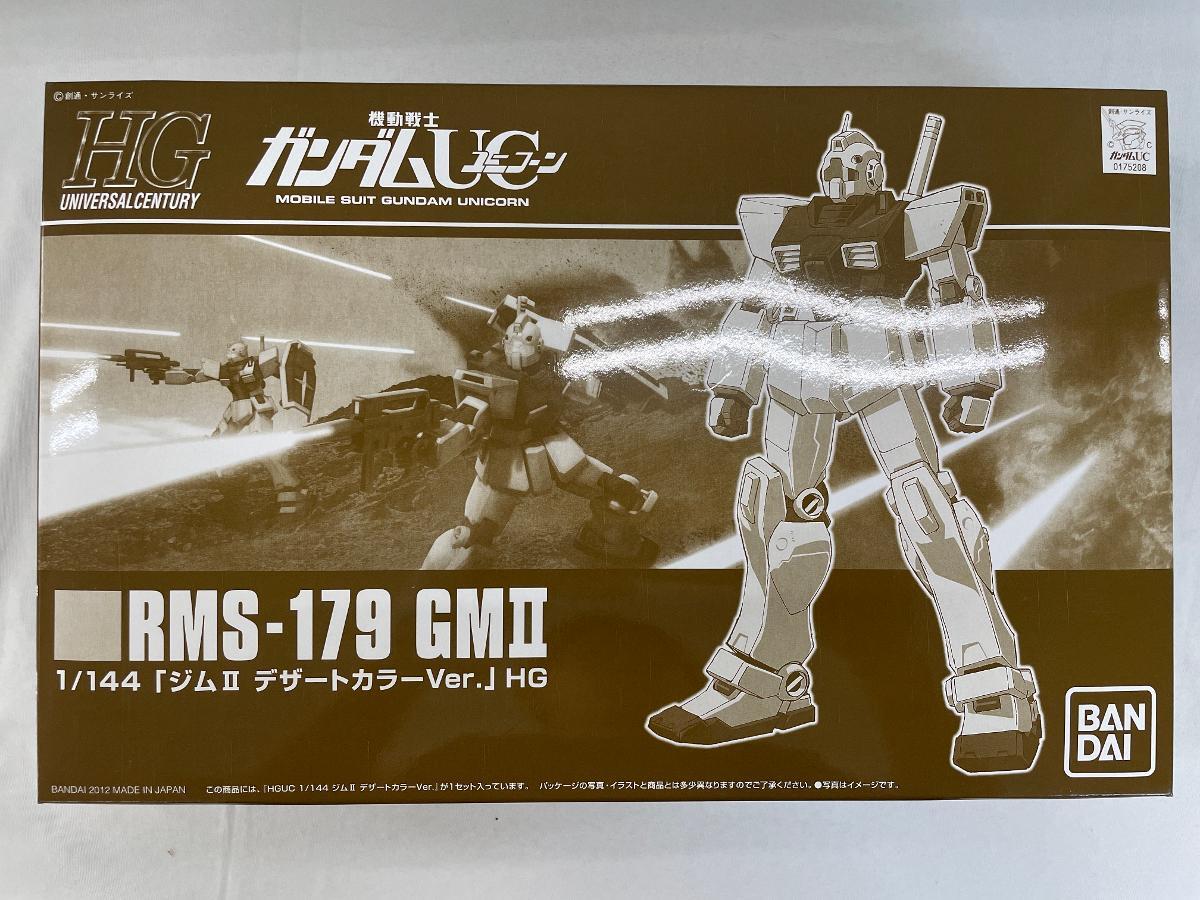 ©創通・サンライズ
HG
UNIVERSAL CENTURY
機動戦士
ガンダムUC
ユニコーン
MOBILE SUIT GUNDAM UNICORN
創通・サンライズ
© C
ガンダムUC
0175208
RMS-179 GMⅡ
1/144「ジムⅡ デザートカラーVer.」HG
BAN
DAI
BANDAI 2012 MADE IN JAPAN
この商品には、『HGUC 1/144 ジムⅡ デザートカラーVer.』が1セット入っています。 パッケージの写真・イラストと商品とは多少異なりますのでご了承ください。●写真はイメージです。